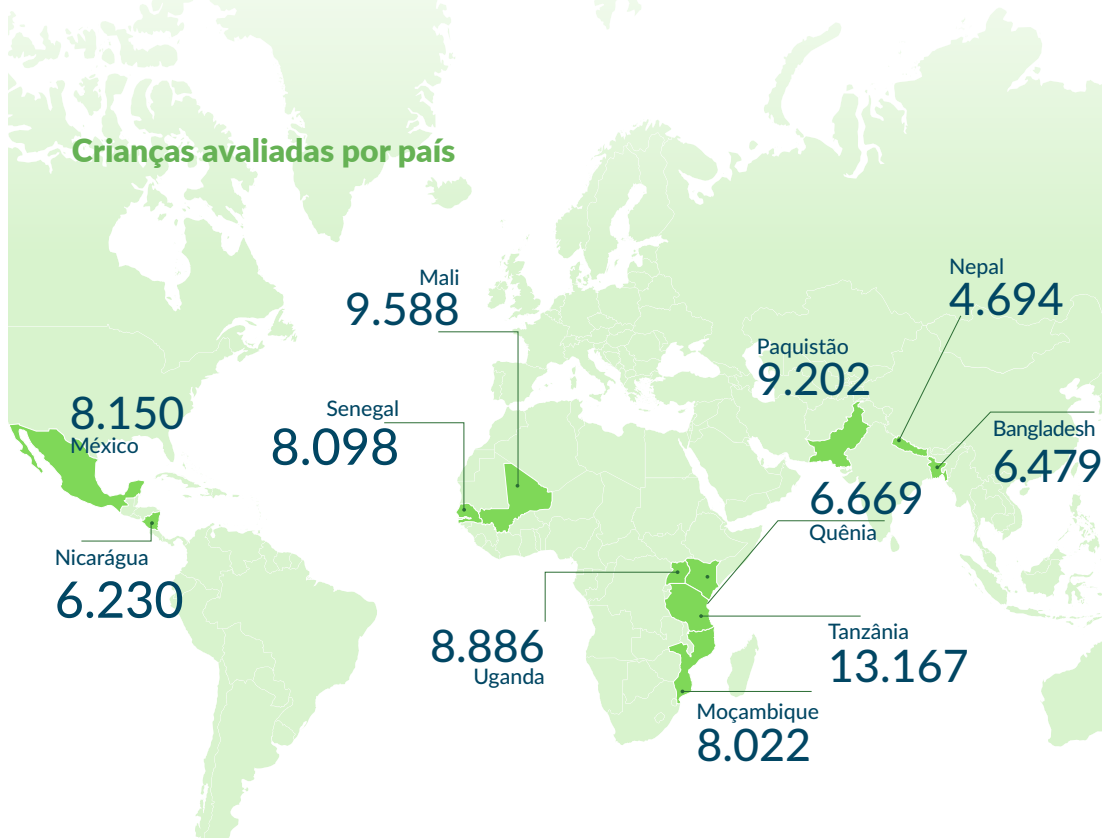 Crianças avaliadas por país
Mali
9.588
Nepal
4.694
Paquistão
9.202
8.150
México
Senegal
8.098
Bangladesh
6.479
6.669
Quênia
Nicarágua
6.230
8.886
Uganda
Tanzânia
13.167
Moçambique
8.022